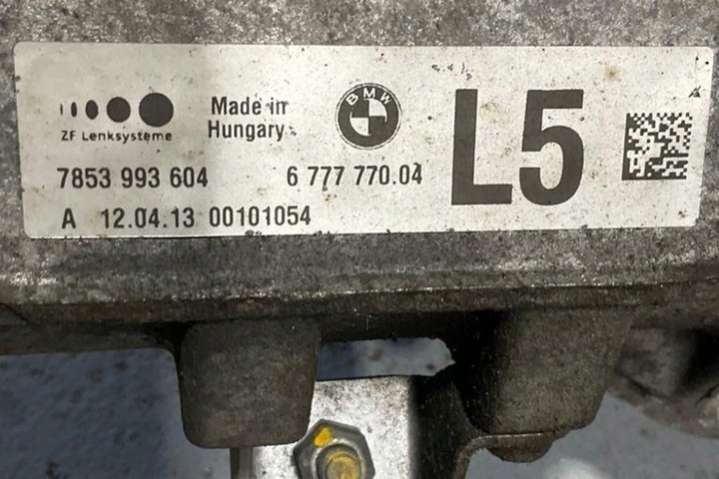 ZF Lenksysteme
Made in
Hungary
BMW
L5
7853 993 604
6 777 770.04
A 12.04.13 00101054